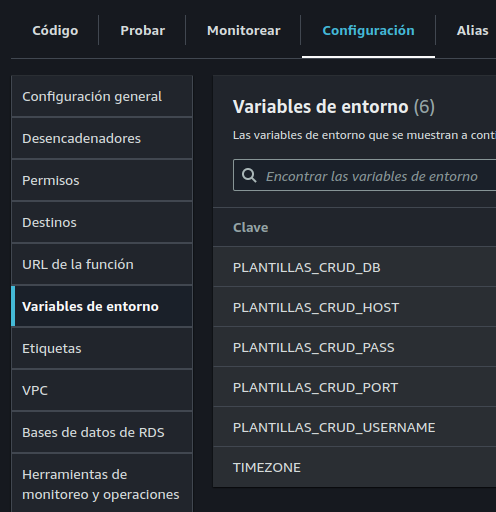 Código Probar Monitorear Configuración Alias
Configuración general
Desencadenadores
Permisos
Destinos
URL de la función
Variables de entorno
Etiquetas
VPC
Bases de datos de RDS
Herramientas de
monitoreo y operaciones
Variables de entorno (6)
Las variables de entorno que se muestran a conti
Encontrar las variables de entorno
Clave
PLANTILLAS_CRUD_DB
PLANTILLAS_CRUD_HOST
PLANTILLAS_CRUD_PASS
PLANTILLAS_CRUD_PORT
PLANTILLAS_CRUD_USERNAME
TIMEZONE